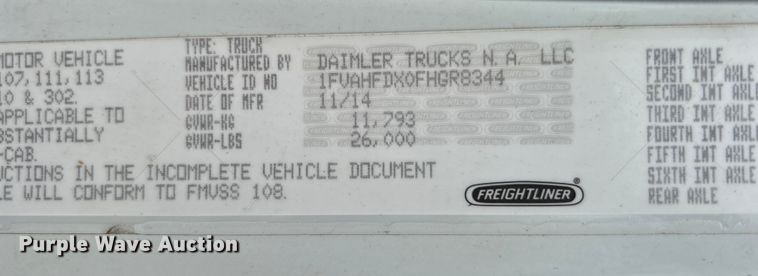 MOTOR VEHICLE
107, 111, 113
10 & 302.
APPLICABLE TO
BSTANTIALLY
-CAB.
UCTIONS IN THE INCOMPLETE VEHICLE DOCUMENT
LE WILL CONFORM TO FMVSS 108.
TYPE: TRUCK
MANUFACTURED BY DAIMLER TRUCKS N. A. LLC
VEHICLE ID NO 1FVAHFDX0FHGR8344
DATE OF MFR 11/14
GVWR-KG 11,793
GVWR-LBS 26,000
FREIGHTLINER®
FRONT AXLE
FIRST INT AXLE
SECOND INT AXLE
THIRD INT AXLE
FOURTH INT AXL
FIFTH INT AXLE
SIXTH INT AXLE
REAR AXLE
Purple Wave Auction